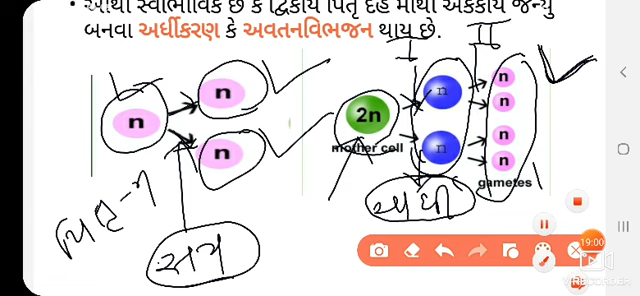 આથી સ્વાભાવિક છે કે દ્વિકીય પિતૃ દેહ માંથી એકકીય જન્યુ
બનવા અર્ધીકરણ કે અવતનવિભજન થાય છે.
I II
n n n
2n n n
n n n
mother cell
gametes
19:00